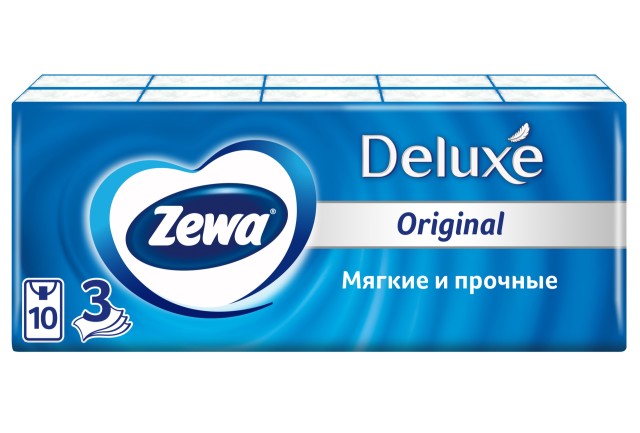 Deluxe
Original
Zewa
Мягкие и прочные
10
3